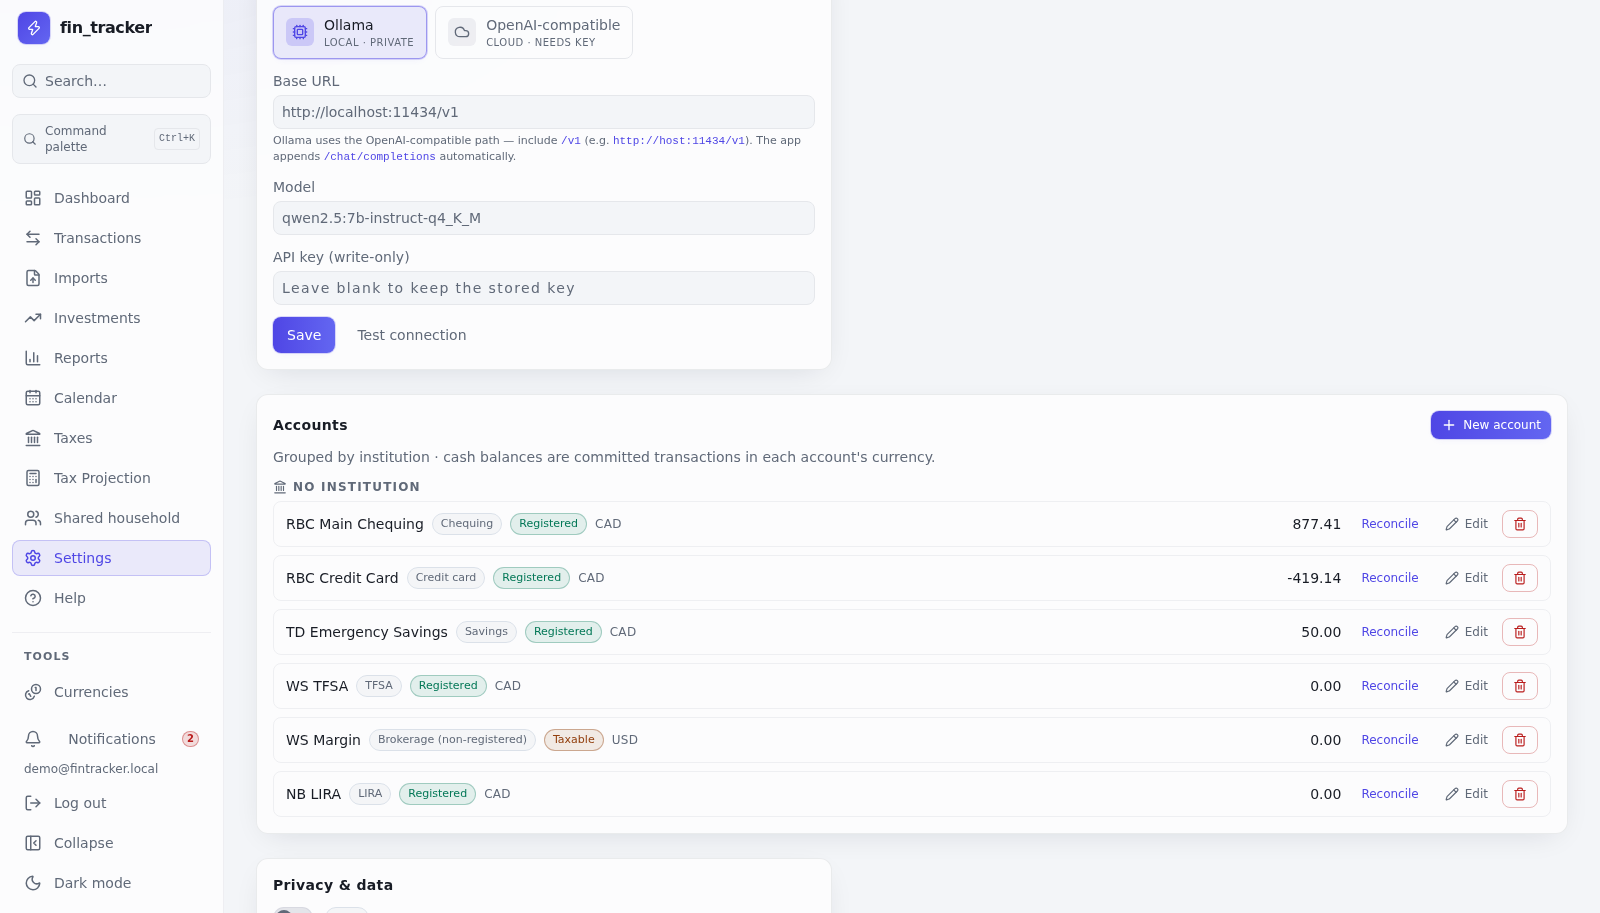 fin_tracker
Search...
Command palette
Ctrl+K
Dashboard
Transactions
Imports
Investments
Reports
Calendar
Taxes
Tax Projection
Shared household
Settings
Help
TOOLS
Currencies
Notifications 2
demo@fintracker.local
Log out
Collapse
Dark mode
Ollama
LOCAL · PRIVATE
OpenAI-compatible
CLOUD · NEEDS KEY
Base URL
http://localhost:11434/v1
Ollama uses the OpenAI-compatible path — include /v1 (e.g. http://host:11434/v1). The app
appends /chat/completions automatically.
Model
qwen2.5:7b-instruct-q4_K_M
API key (write-only)
Leave blank to keep the stored key
Save Test connection
Accounts
New account
Grouped by institution · cash balances are committed transactions in each account's currency.
NO INSTITUTION
RBC Main Chequing Chequing Registered CAD 877.41 Reconcile Edit
RBC Credit Card Credit card Registered CAD -419.14 Reconcile Edit
TD Emergency Savings Savings Registered CAD 50.00 Reconcile Edit
WS TFSA TFSA Registered CAD 0.00 Reconcile Edit
WS Margin Brokerage (non-registered) Taxable USD 0.00 Reconcile Edit
NB LIRA LIRA Registered CAD 0.00 Reconcile Edit
Privacy & data